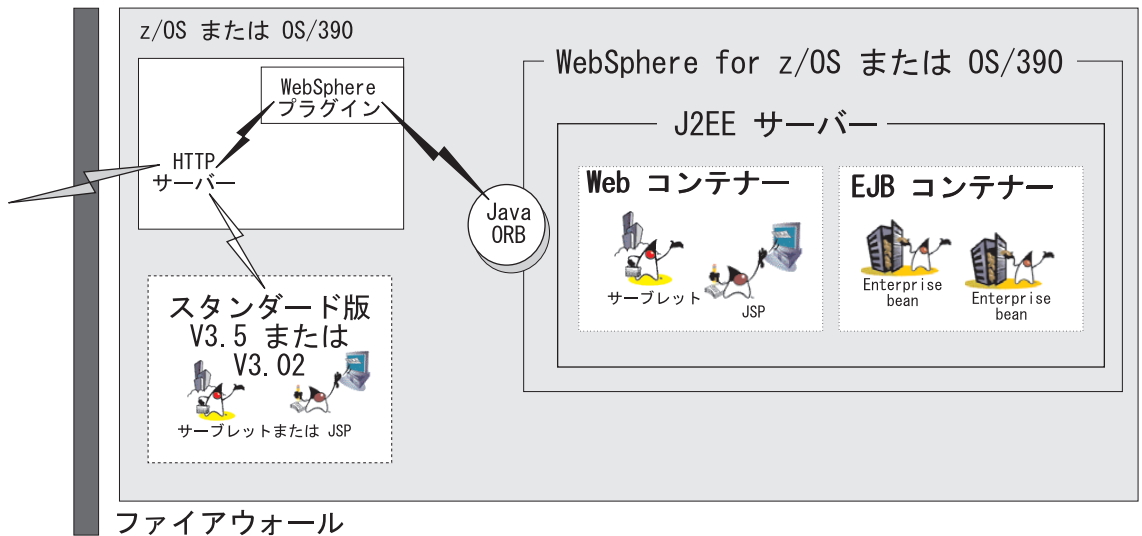 z/OS または OS/390
WebSphere
プラグイン
HTTP
サーバー
スタンダード版
V3.5 または
V3.02
サーブレットまたは JSP
Java
ORB
WebSphere for z/OS または OS/390
J2EE サーバー
Web コンテナー
サーブレット
JSP
EJB コンテナー
Enterprise
bean
Enterprise
bean
ファイアウォール